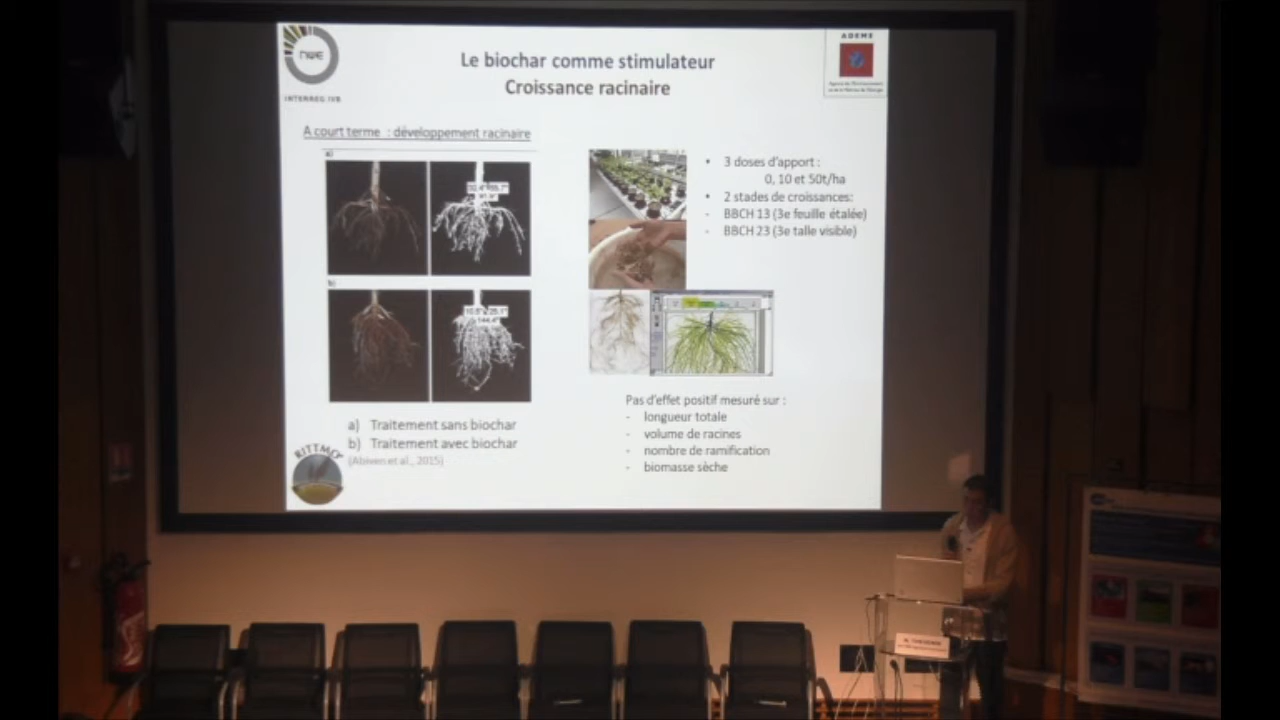 NWE
INTERREG IVB
Le biochar comme stimulateur
Croissance racinaire
ADEME
A court terme : développement racinaire
a)
b)
a) Traitement sans biochar
b) Traitement avec biochar
(Abiven et al., 2015)
RITTMO
• 3 doses d'apport :
0, 10 et 50t/ha
• 2 stades de croissances:
- BBCH 13 (3e feuille étalée)
- BBCH 23 (3e talle visible)
Pas d'effet positif mesuré sur :
- longueur totale
- volume de racines
- nombre de ramification
- biomasse sèche